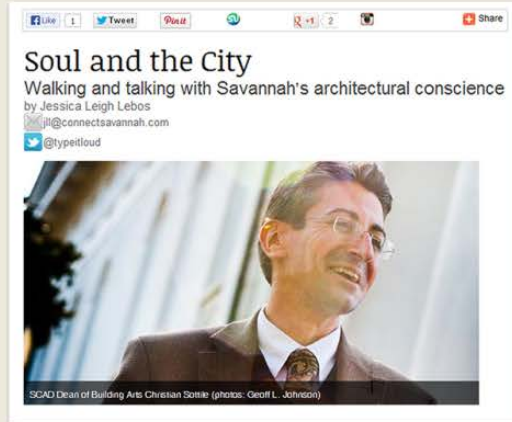 Like 1 Tweet Pin it +1 2 Share
Soul and the City
Walking and talking with Savannah's architectural conscience
by Jessica Leigh Lebos
jll@connectsavannah.com
@typeitloud
SCAD Dean of Building Arts Christian Sottile (photos: Geoff L. Johnson)